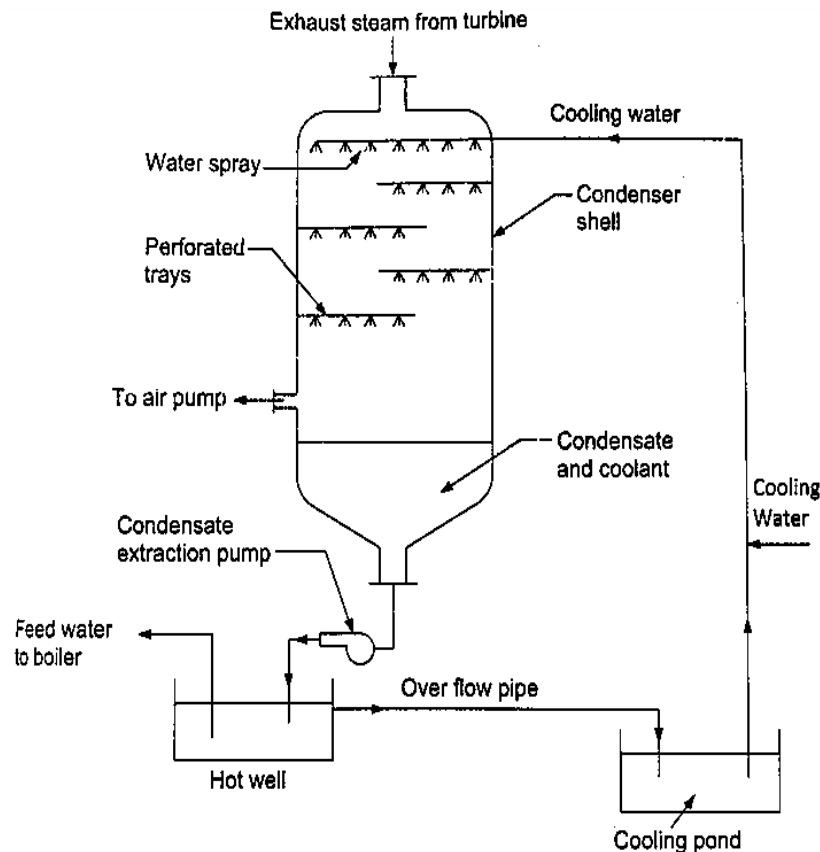 Exhaust steam from turbine
Cooling water
Water spray
Condenser
shell
Perforated
trays
To air pump
Condensate
and coolant
Cooling
Water
Condensate
extraction pump
Feed water
to boiler
Over flow pipe
Hot well
Cooling pond